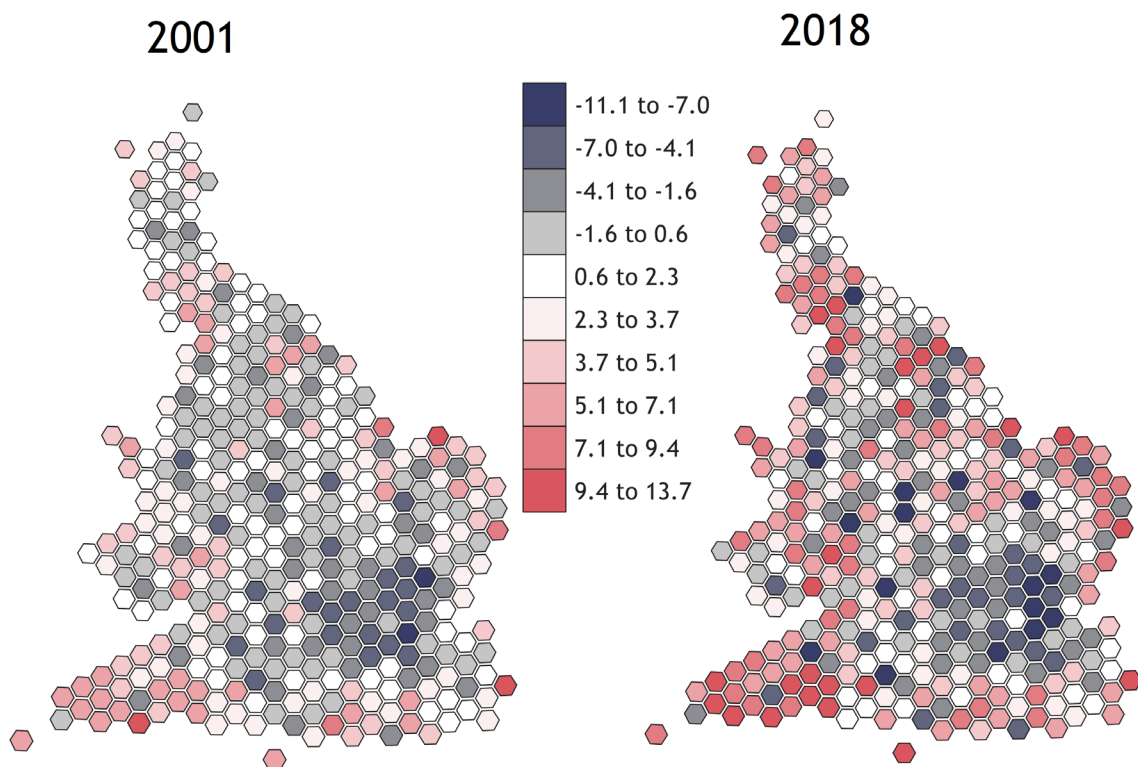 2001
2018
-11.1 to -7.0
-7.0 to -4.1
-4.1 to -1.6
-1.6 to 0.6
0.6 to 2.3
2.3 to 3.7
3.7 to 5.1
5.1 to 7.1
7.1 to 9.4
9.4 to 13.7